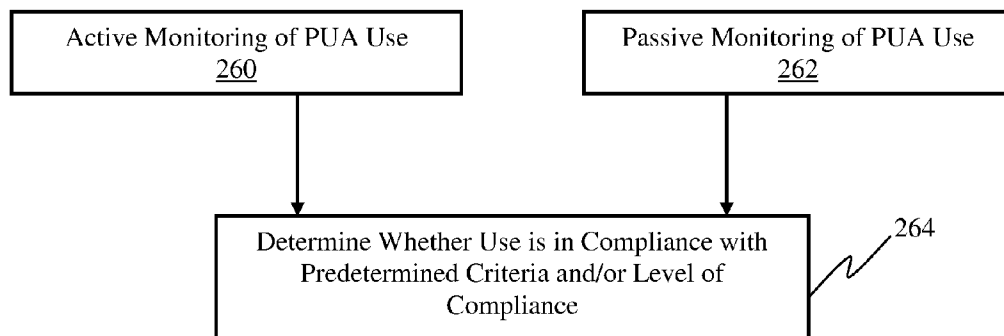 Active Monitoring of PUA Use
260
Passive Monitoring of PUA Use
262
Determine Whether Use is in Compliance with
Predetermined Criteria and/or Level of
Compliance
264